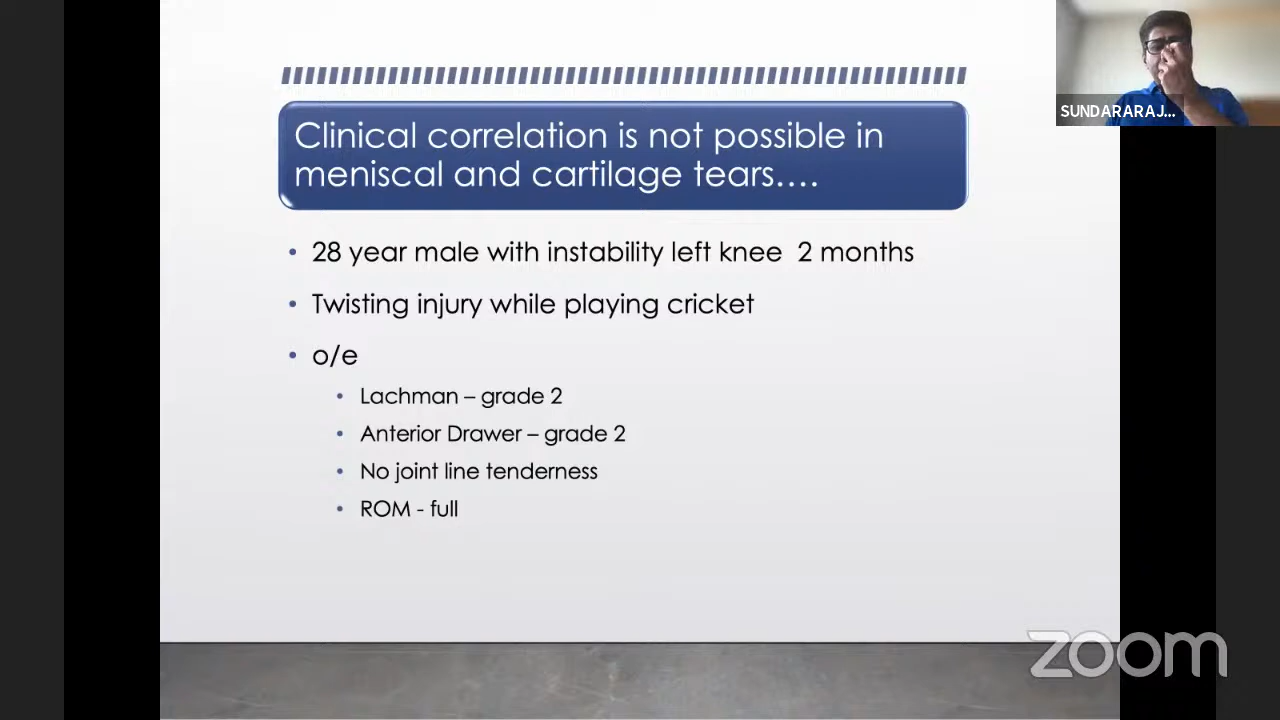 SUNDARARAJ...
Clinical correlation is not possible in
meniscal and cartilage tears....
• 28 year male with instability left knee 2 months
• Twisting injury while playing cricket
• o/e
• Lachman – grade 2
• Anterior Drawer – grade 2
• No joint line tenderness
• ROM - full
zoom